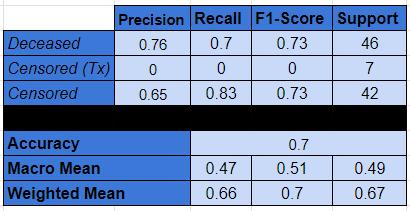 Precision Recall F1-Score Support
Deceased 0.76 0.7 0.73 46
Censored (Tx) 0 0 0 7
Censored 0.65 0.83 0.73 42
Accuracy 0.7
Macro Mean 0.47 0.51 0.49
Weighted Mean 0.66 0.7 0.67